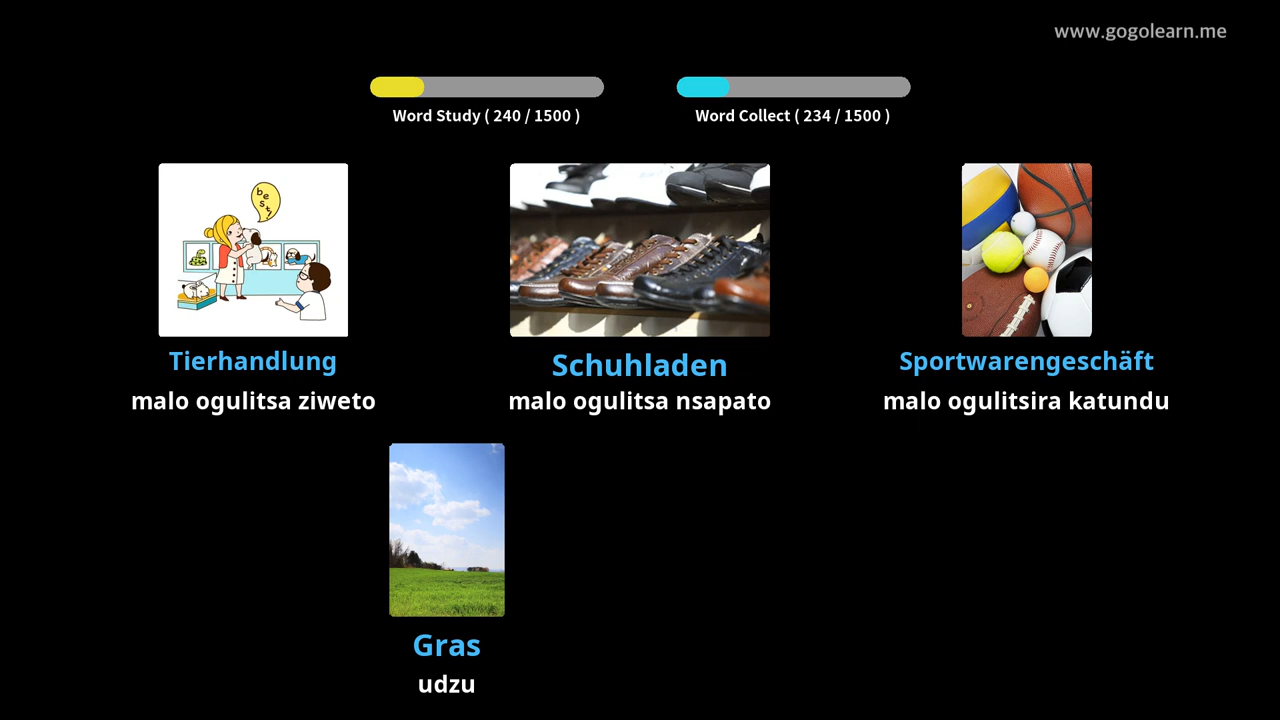 www.gogolearn.me
Word Study ( 240 / 1500 )
Word Collect ( 234 / 1500 )
best
Tierhandlung
Schuhladen
Sportwarengeschäft
malo ogulitsa ziweto
malo ogulitsa nsapato
malo ogulitsira katundu
Gras
udzu